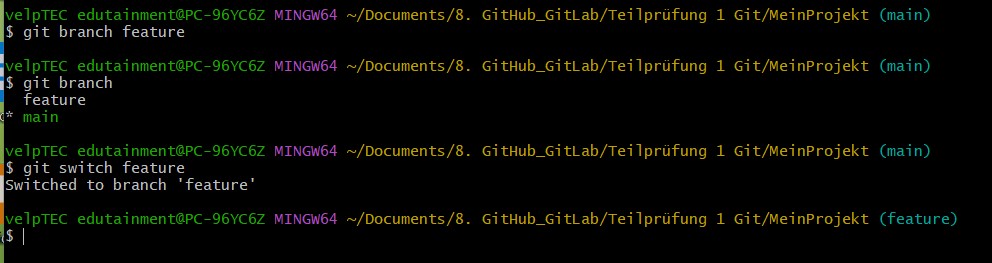 velpTEC edutainment@PC-96YC6Z MINGW64 ~/Documents/8. GitHub_GitLab/Teilprüfung 1 Git/MeinProjekt (main)
$ git branch feature
velpTEC edutainment@PC-96YC6Z MINGW64 ~/Documents/8. GitHub_GitLab/Teilprüfung 1 Git/MeinProjekt (main)
$ git branch
  feature
* main
velpTEC edutainment@PC-96YC6Z MINGW64 ~/Documents/8. GitHub_GitLab/Teilprüfung 1 Git/MeinProjekt (main)
$ git switch feature
Switched to branch 'feature'
velpTEC edutainment@PC-96YC6Z MINGW64 ~/Documents/8. GitHub_GitLab/Teilprüfung 1 Git/MeinProjekt (feature)
$